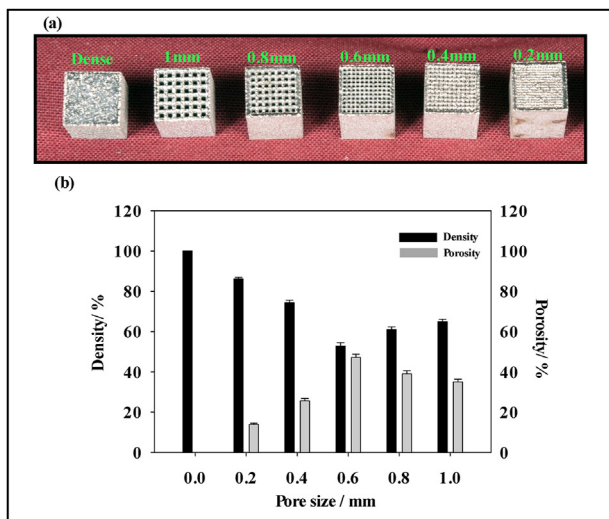 (a)
Dense 1mm 0.8mm 0.6mm 0.4mm 0.2mm
(b)
120 120
Density
Porosity
100 100
80 80
60 60
40 40
20 20
0 0
Density/ %
Porosity/ %
0.0 0.2 0.4 0.6 0.8 1.0
Pore size / mm